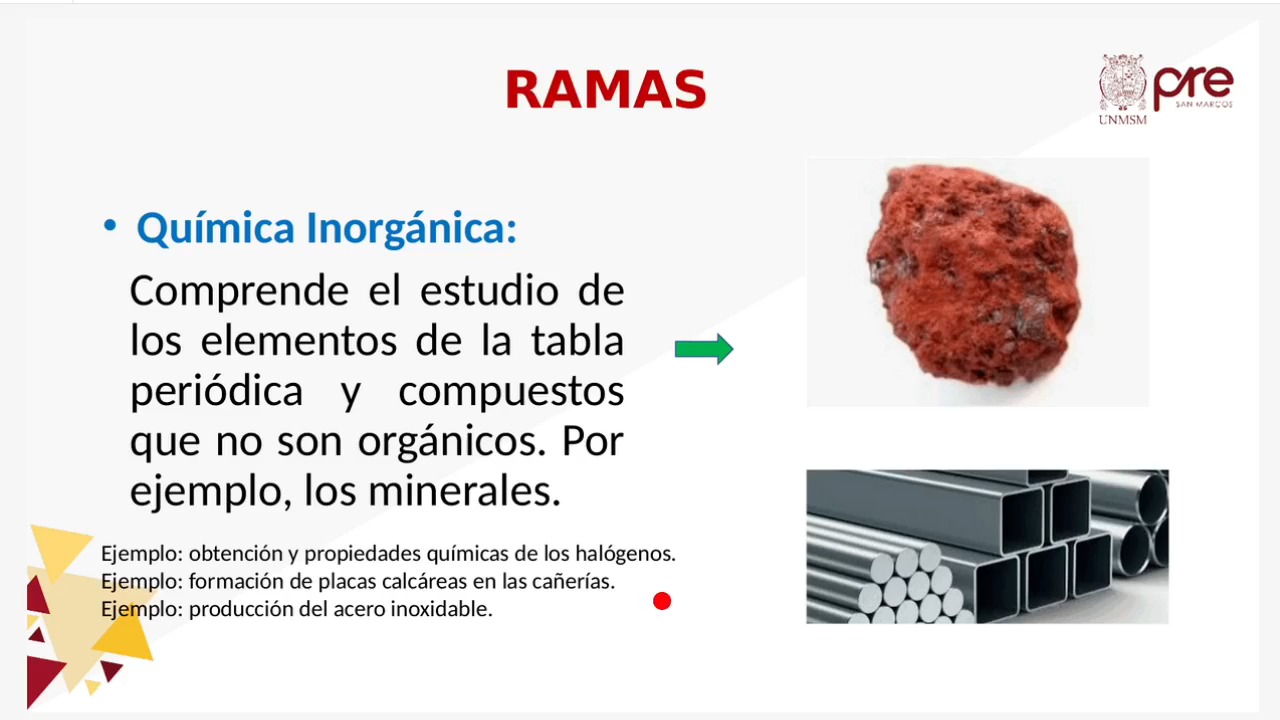 RAMAS
UNMSM
pre
SAN MARCOS
• Química Inorgánica:
Comprende el estudio de
los elementos de la tabla
periódica y compuestos
que no son orgánicos. Por
ejemplo, los minerales.
Ejemplo: obtención y propiedades químicas de los halógenos.
Ejemplo: formación de placas calcáreas en las cañerías.
Ejemplo: producción del acero inoxidable.